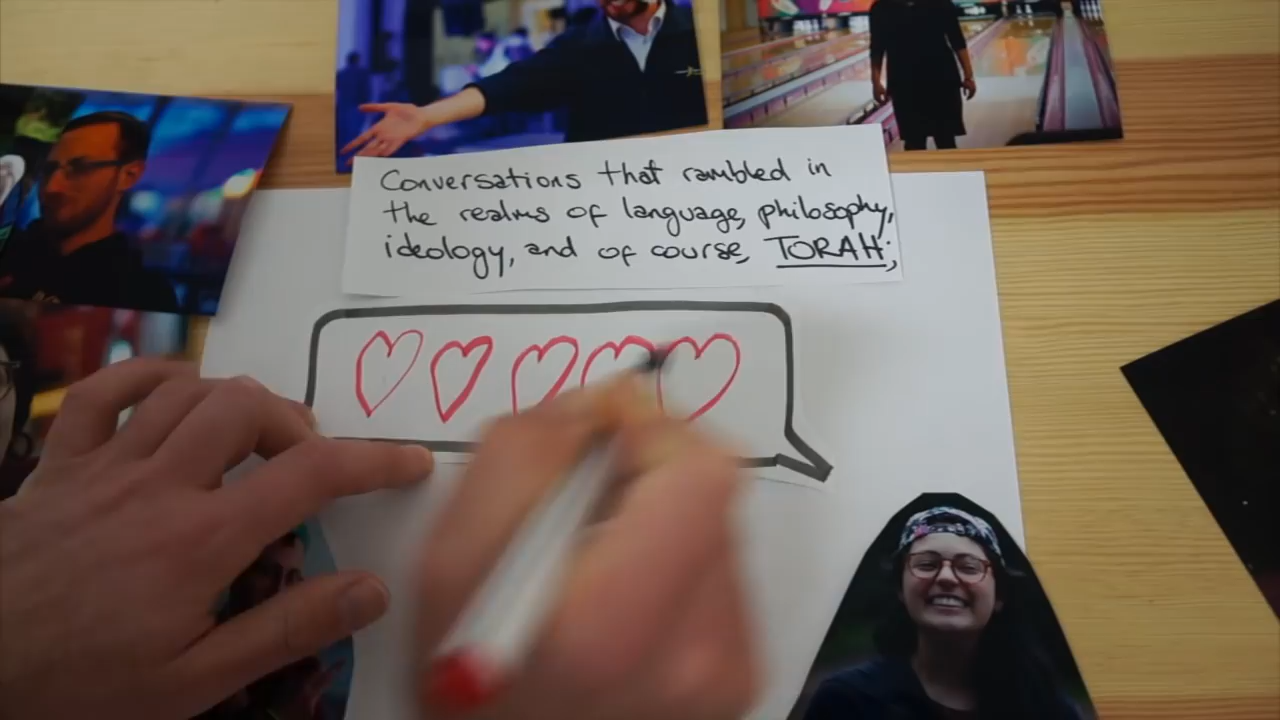 Conversations that rambled in
the realms of language, philosophy,
ideology, and of course, TORAH;